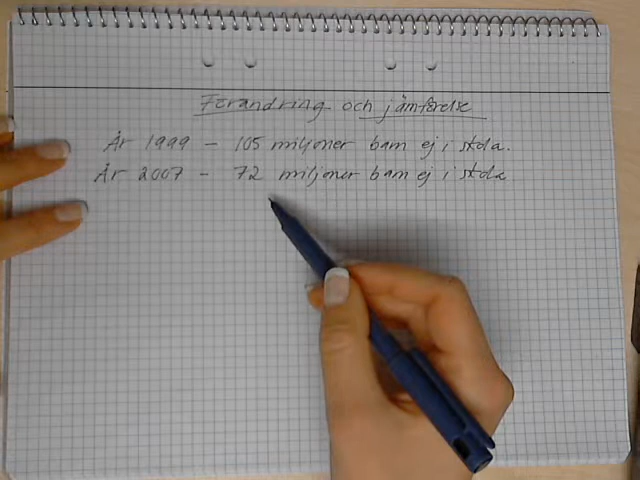 Förändring och jämförelse
År 1999 - 105 miljoner barn ej i skola.
År 2007 - 72 miljoner barn ej i skola